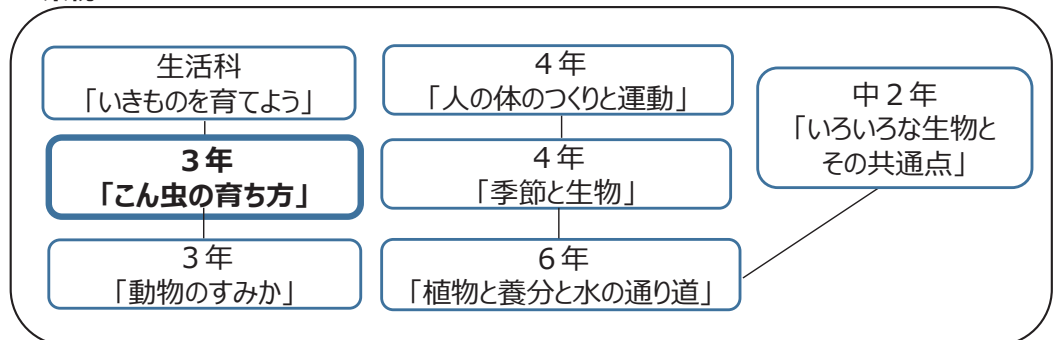 生活科
「いきものを育てよう」
3年
「こん虫の育ち方」
3年
「動物のすみか」
4年
「人の体のつくりと運動」
4年
「季節と生物」
6年
「植物と養分と水の通り道」
中2年
「いろいろな生物と
その共通点」